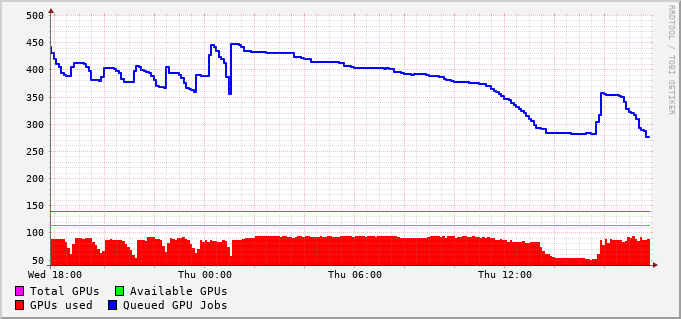 500
450
400
350
300
250
200
150
100
50
Wed 18:00 Thu 00:00 Thu 06:00 Thu 12:00
Total GPUs Available GPUs
GPUs used Queued GPU Jobs
RRDTOOL / TOBI OETIKER